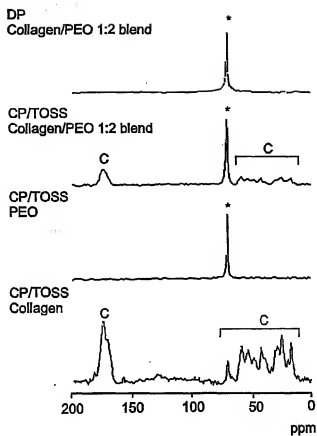 DP
Collagen/PEO 1:2 blend
*
CP/TOSS
Collagen/PEO 1:2 blend
*
C
C
CP/TOSS
PEO
*
CP/TOSS
Collagen
C
C
200 150 100 50 0
ppm